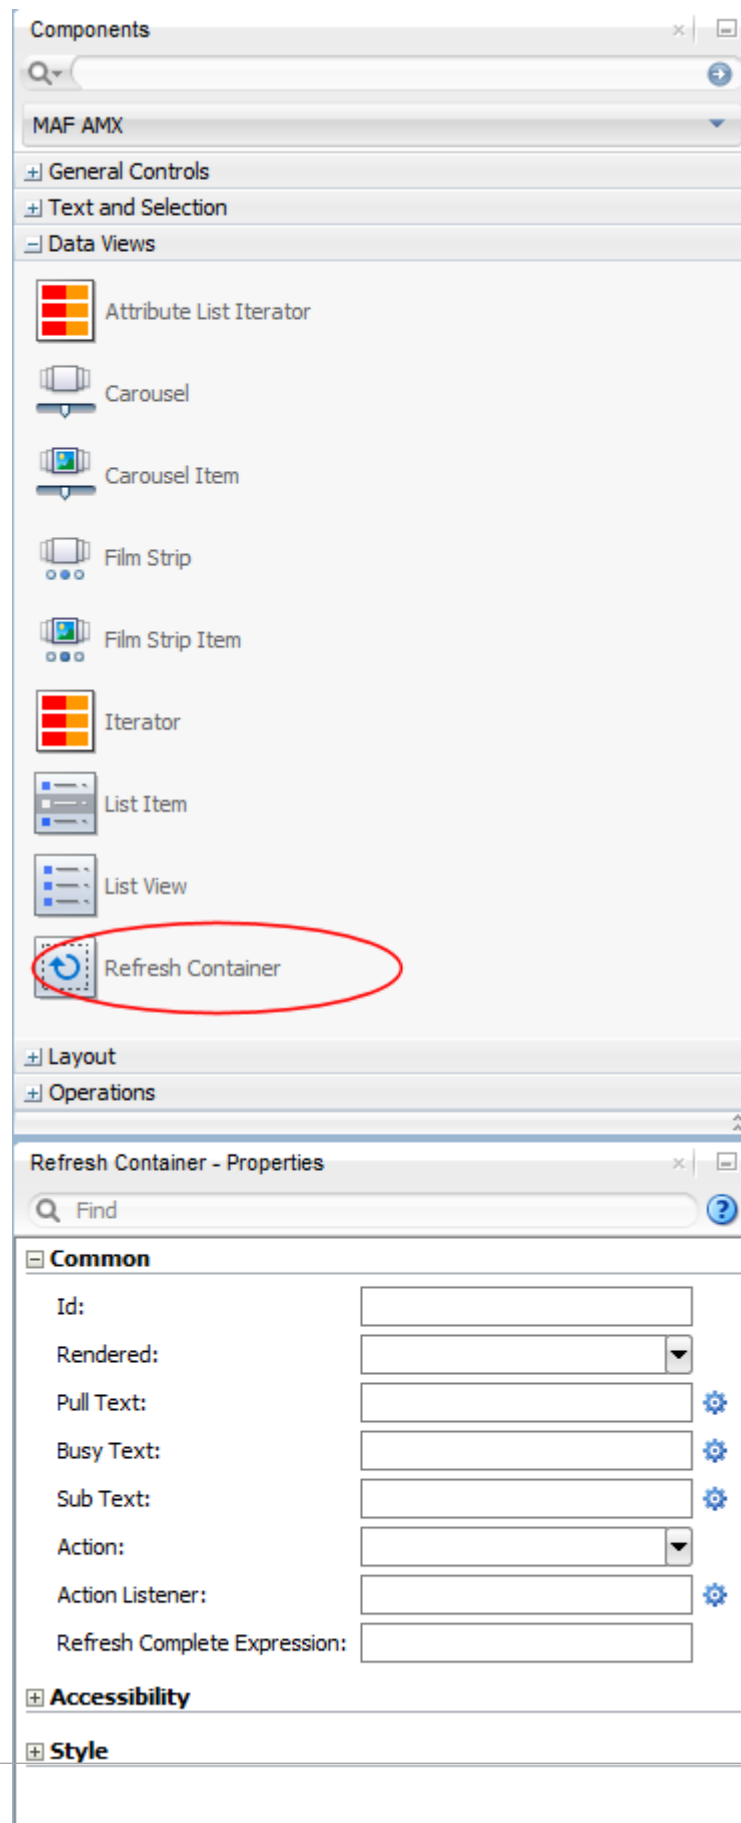 Components
MAF AMX
General Controls
Text and Selection
Data Views
Attribute List Iterator
Carousel
Carousel Item
Film Strip
Film Strip Item
Iterator
List Item
List View
Refresh Container
Layout
Operations
Refresh Container - Properties
Find
Common
Id:
Rendered:
Pull Text:
Busy Text:
Sub Text:
Action:
Action Listener:
Refresh Complete Expression:
Accessibility
Style